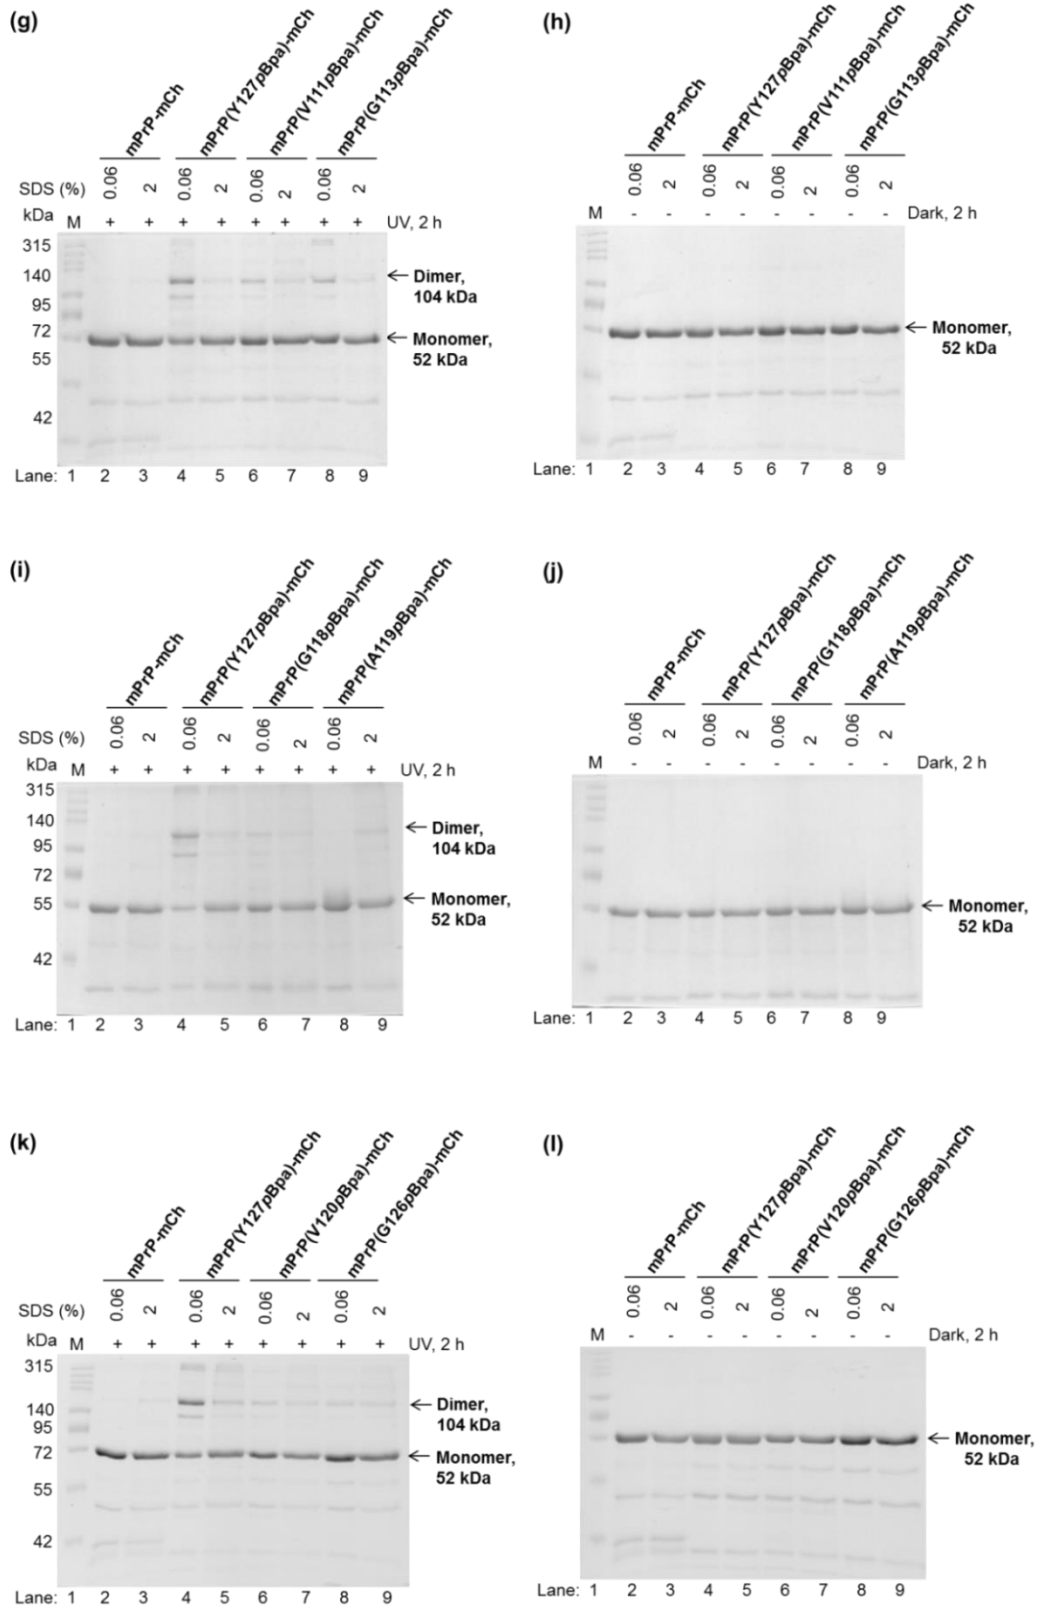 (g)
mPrP-mCh
mPrP(Y127pBpa)-mCh
mPrP(V111pBpa)-mCh
mPrP(G113pBpa)-mCh
SDS (%) 0.06 2 0.06 2 0.06 2 0.06 2
kDa M + + + + + + + + UV, 2 h
315
140
95
72
55
42
Dimer,
104 kDa
Monomer,
52 kDa
Lane: 1 2 3 4 5 6 7 8 9
(h)
mPrP-mCh
mPrP(Y127pBpa)-mCh
mPrP(V111pBpa)-mCh
mPrP(G113pBpa)-mCh
0.06 2 0.06 2 0.06 2 0.06 2
M - - - - - - - - Dark, 2 h
Monomer,
52 kDa
Lane: 1 2 3 4 5 6 7 8 9
(i)
mPrP-mCh
mPrP(Y127pBpa)-mCh
mPrP(G118pBpa)-mCh
mPrP(A119pBpa)-mCh
SDS (%) 0.06 2 0.06 2 0.06 2 0.06 2
kDa M + + + + + + + + UV, 2 h
315
140
95
72
55
42
Dimer,
104 kDa
Monomer,
52 kDa
Lane: 1 2 3 4 5 6 7 8 9
(j)
mPrP-mCh
mPrP(Y127pBpa)-mCh
mPrP(G118pBpa)-mCh
mPrP(A119pBpa)-mCh
0.06 2 0.06 2 0.06 2 0.06 2
M - - - - - - - - Dark, 2 h
Monomer,
52 kDa
Lane: 1 2 3 4 5 6 7 8 9
(k)
mPrP-mCh
mPrP(Y127pBpa)-mCh
mPrP(V120pBpa)-mCh
mPrP(G126pBpa)-mCh
SDS (%) 0.06 2 0.06 2 0.06 2 0.06 2
kDa M + + + + + + + + UV, 2 h
315
140
95
72
55
42
Dimer,
104 kDa
Monomer,
52 kDa
Lane: 1 2 3 4 5 6 7 8 9
(l)
mPrP-mCh
mPrP(Y127pBpa)-mCh
mPrP(V120pBpa)-mCh
mPrP(G126pBpa)-mCh
0.06 2 0.06 2 0.06 2 0.06 2
M - - - - - - - - Dark, 2 h
Monomer,
52 kDa
Lane: 1 2 3 4 5 6 7 8 9